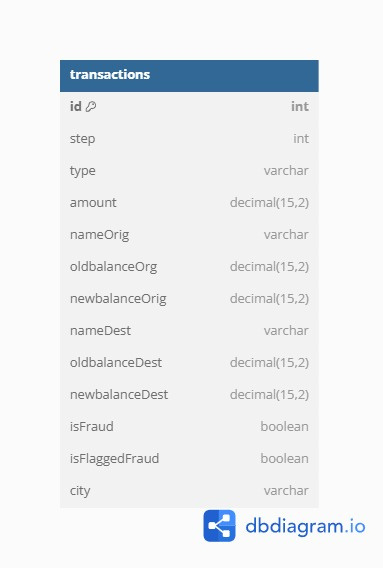 transactions
id int
step int
type varchar
amount decimal(15,2)
nameOrig varchar
oldbalanceOrg decimal(15,2)
newbalanceOrig decimal(15,2)
nameDest varchar
oldbalanceDest decimal(15,2)
newbalanceDest decimal(15,2)
isFraud boolean
isFlaggedFraud boolean
city varchar
dbdiagram.io